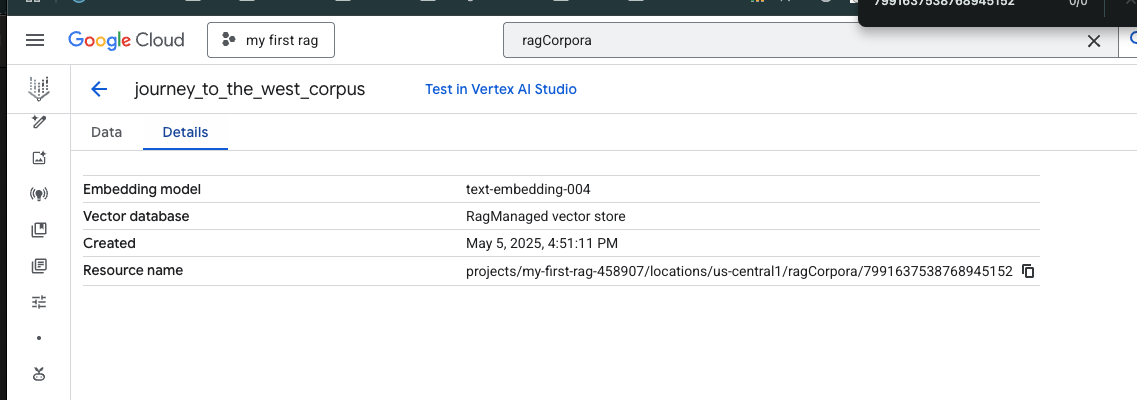 7991637538768945152 0/0
Google Cloud my first rag ragCorpora
journey_to_the_west_corpus Test in Vertex AI Studio
Data Details
Embedding model text-embedding-004
Vector database RagManaged vector store
Created May 5, 2025, 4:51:11 PM
Resource name projects/my-first-rag-458907/locations/us-central1/ragCorpora/7991637538768945152